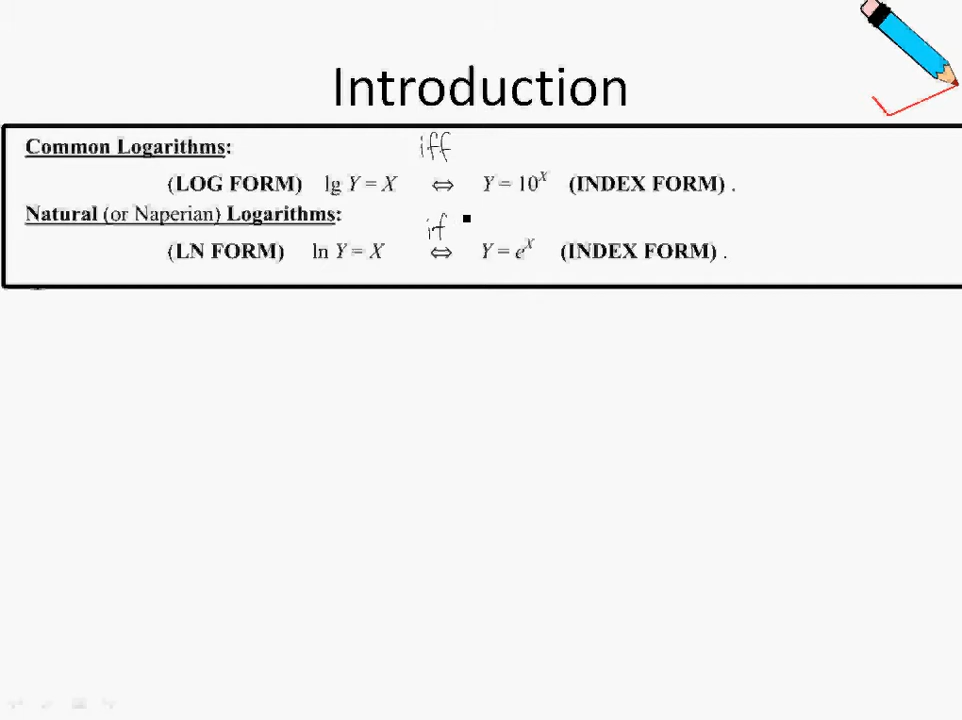 Introduction
Common Logarithms:
iff
(LOG FORM) lg Y = X ⇔ Y = 10^X (INDEX FORM) .
Natural (or Naperian) Logarithms:
if
(LN FORM) ln Y = X ⇔ Y = e^X (INDEX FORM) .